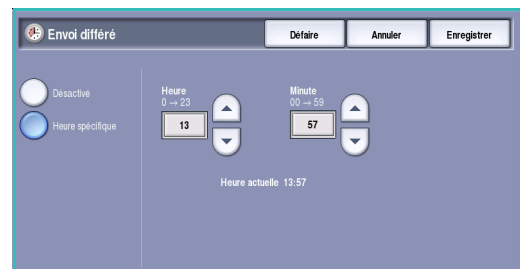 Envoi différé
Défaire
Annuler
Enregistrer
Désactivé
Heure spécifique
Heure
0 → 23
13
Minute
00 → 59
57
Heure actuelle 13:57